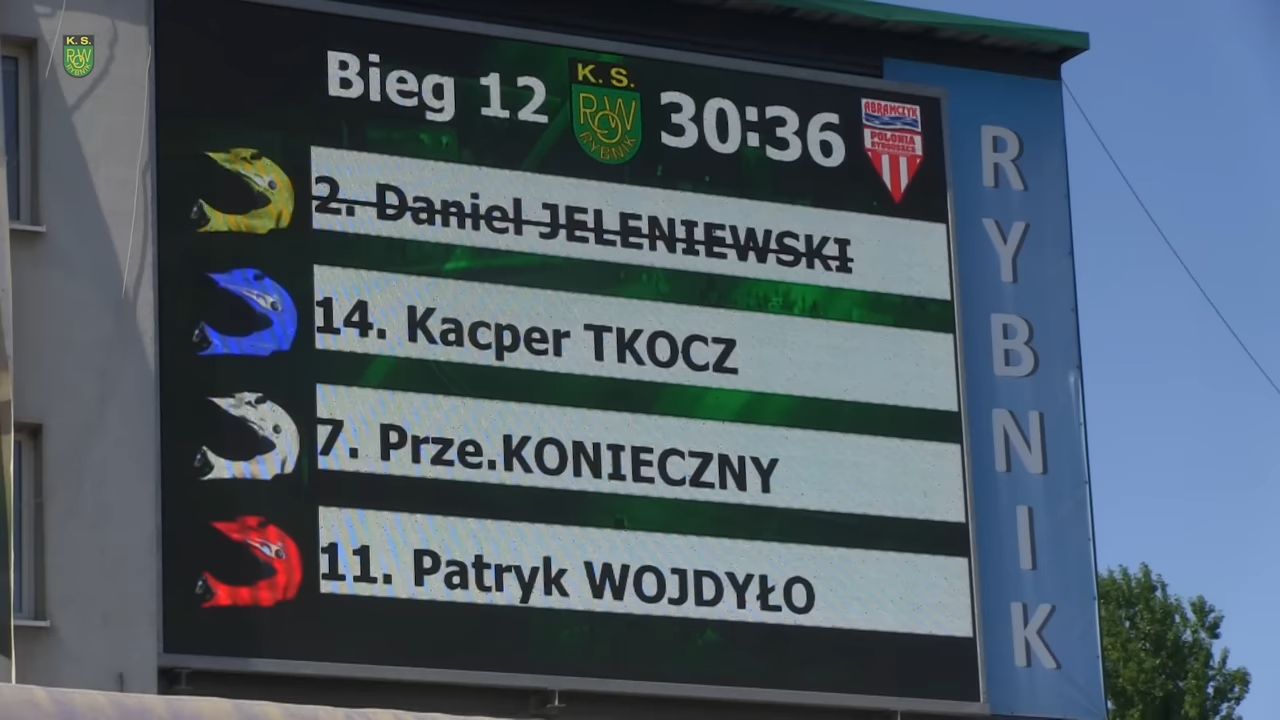 K. S.
ROW
RYBNIK
Bieg 12
K. S.
ROW
RYBNIK
30:36
ABRAMCZYK
POLONIA
BYDGOSZCZ
2. Daniel JELENIEWSKI
14. Kacper TKOCZ
7. Prze.KONIECZNY
11. Patryk WOJDYŁO
RYBNIK